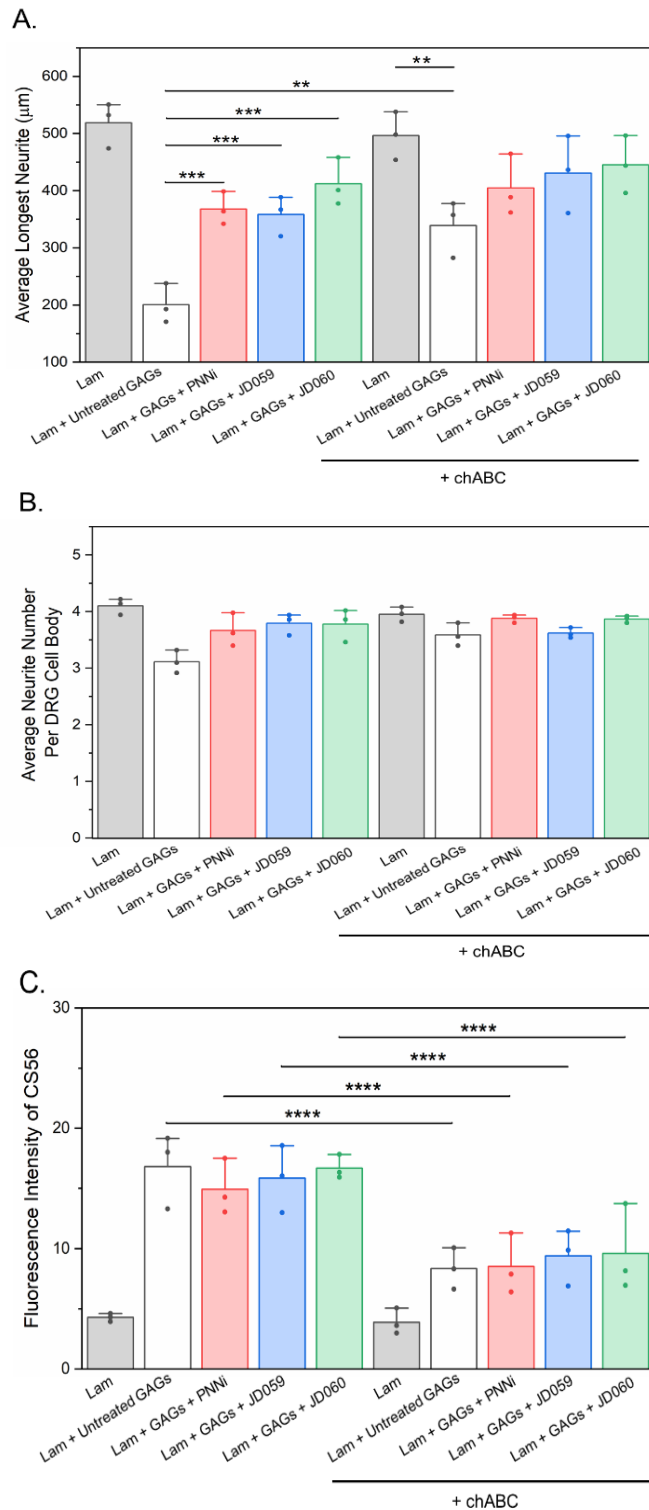 A.
Average Longest Neurite (μm)
600
500
400
300
200
100
**
**
***
***
***
Lam
Lam + Untreated GAGs
Lam + GAGs + PNNi
Lam + GAGs + JD059
Lam + GAGs + JD060
Lam
Lam + Untreated GAGs
Lam + GAGs + PNNi
Lam + GAGs + JD059
Lam + GAGs + JD060
+ chABC
B.
Average Neurite Number
Per DRG Cell Body
5
4
3
2
1
0
Lam
Lam + Untreated GAGs
Lam + GAGs + PNNi
Lam + GAGs + JD059
Lam + GAGs + JD060
Lam
Lam + Untreated GAGs
Lam + GAGs + PNNi
Lam + GAGs + JD059
Lam + GAGs + JD060
+ chABC
C.
Fluorescence Intensity of CS56
30
20
10
0
****
****
****
****
Lam
Lam + Untreated GAGs
Lam + GAGs + PNNi
Lam + GAGs + JD059
Lam + GAGs + JD060
Lam
Lam + Untreated GAGs
Lam + GAGs + PNNi
Lam + GAGs + JD059
Lam + GAGs + JD060
+ chABC